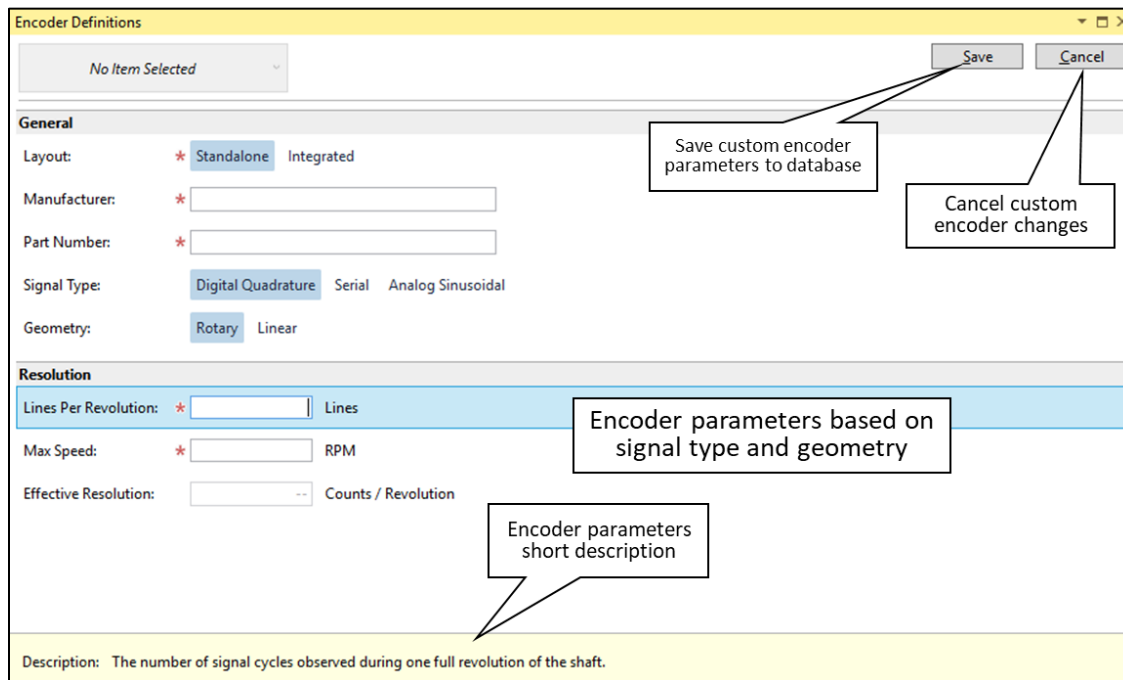 Encoder Definitions
No Item Selected
Save
Cancel
General
Save custom encoder
parameters to database
Cancel custom
encoder changes
Layout: * Standalone Integrated
Manufacturer: *
Part Number: *
Signal Type: Digital Quadrature Serial Analog Sinusoidal
Geometry: Rotary Linear
Resolution
Lines Per Revolution: * Lines
Encoder parameters based on
signal type and geometry
Max Speed: * RPM
Effective Resolution: -- Counts / Revolution
Encoder parameters
short description
Description: The number of signal cycles observed during one full revolution of the shaft.